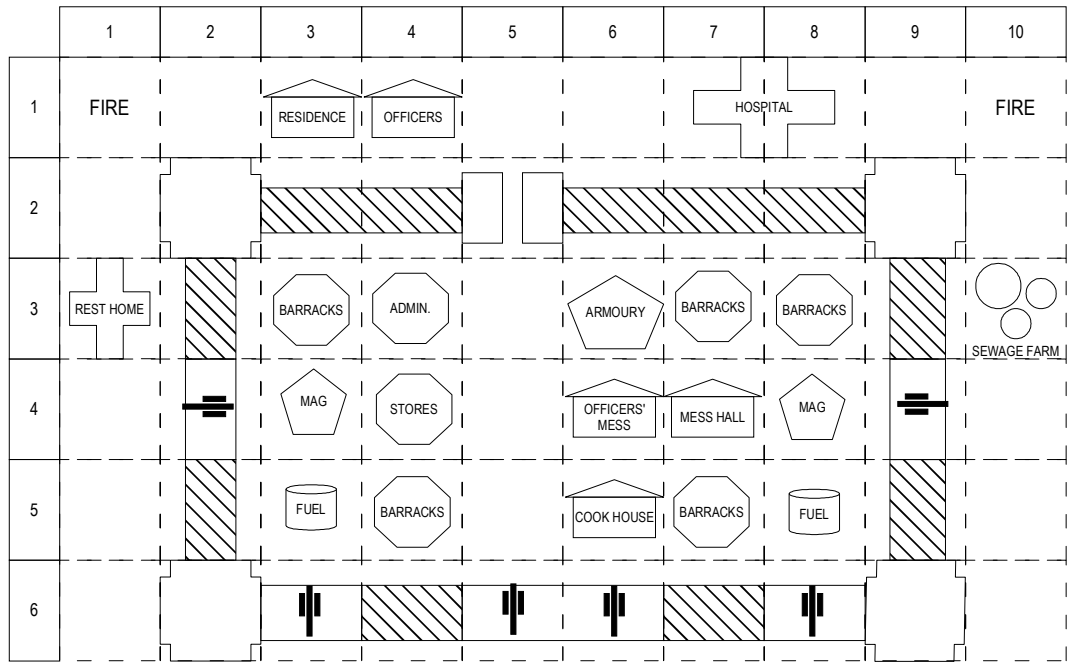 1 2 3 4 5 6 7 8 9 10
1
FIRE
RESIDENCE
OFFICERS
HOSPITAL
FIRE
2
3
REST HOME
BARRACKS
ADMIN.
ARMOURY
BARRACKS
BARRACKS
SEWAGE FARM
4
MAG
STORES
OFFICERS'
MESS
MESS HALL
MAG
5
FUEL
BARRACKS
COOK HOUSE
BARRACKS
FUEL
6